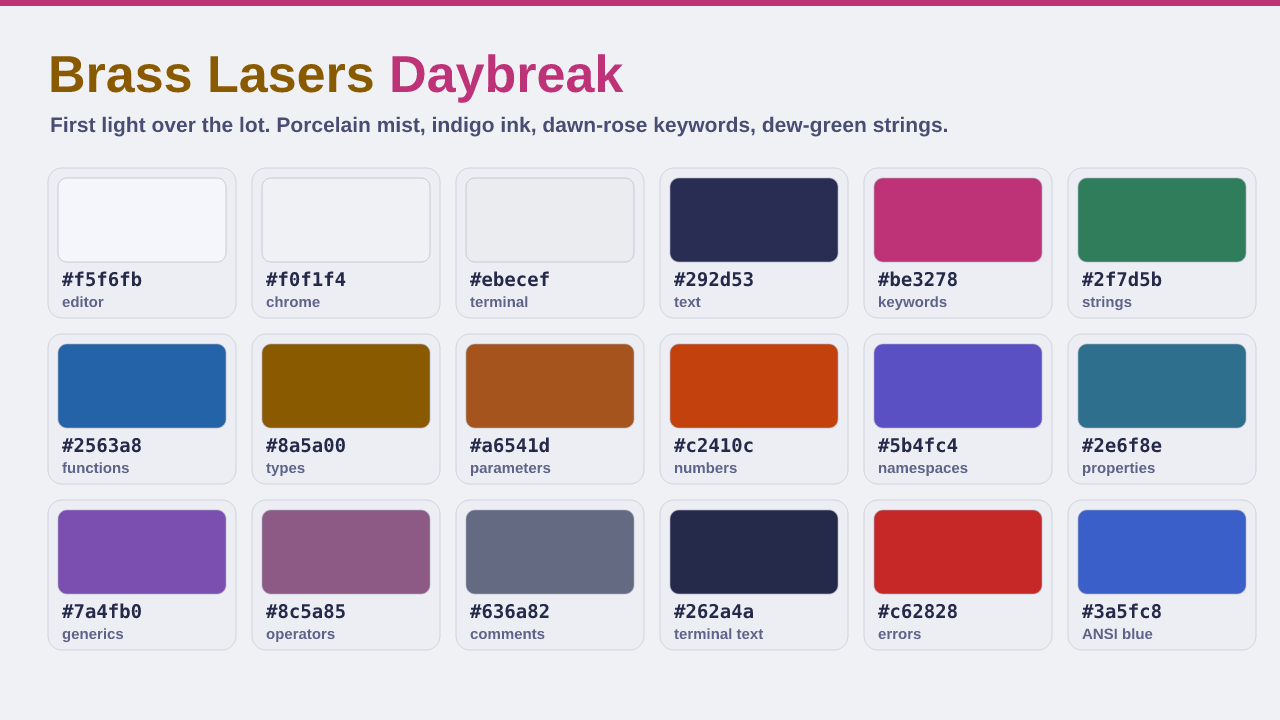 Brass Lasers Daybreak
First light over the lot. Porcelain mist, indigo ink, dawn-rose keywords, dew-green strings.
#f5f6fb #f0f1f4 #ebecef #292d53 #be3278 #2f7d5b
editor chrome terminal text keywords strings
#2563a8 #8a5a00 #a6541d #c2410c #5b4fc4 #2e6f8e
functions types parameters numbers namespaces properties
#7a4fb0 #8c5a85 #636a82 #262a4a #c62828 #3a5fc8
generics operators comments terminal text errors ANSI blue